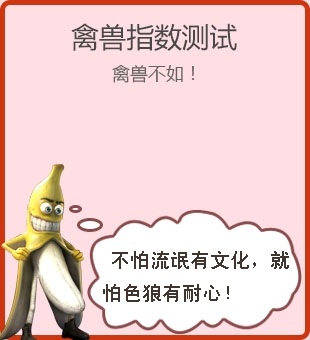 禽兽指数测试
禽兽不如！
不怕流氓有文化，就
怕色狼有耐心！